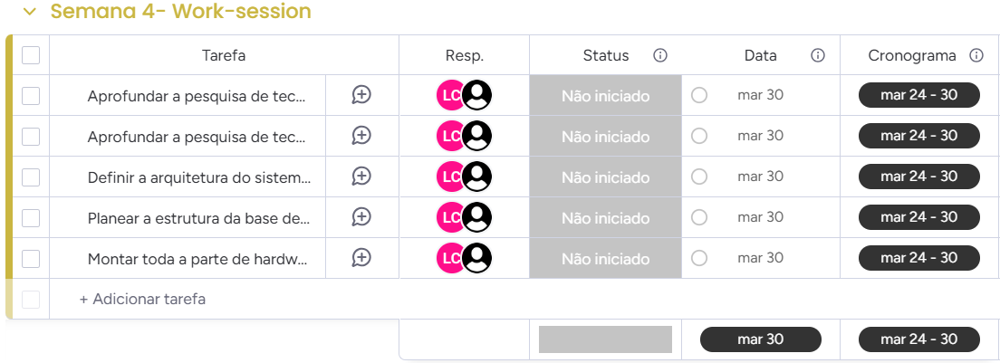 Semana 4- Work-session
Tarefa Resp. Status Data Cronograma
Aprofundar a pesquisa de tec... LC Não iniciado mar 30 mar 24 - 30
Aprofundar a pesquisa de tec... LC Não iniciado mar 30 mar 24 - 30
Definir a arquitetura do sistem... LC Não iniciado mar 30 mar 24 - 30
Planear a estrutura da base de... LC Não iniciado mar 30 mar 24 - 30
Montar toda a parte de hardw... LC Não iniciado mar 30 mar 24 - 30
+ Adicionar tarefa
mar 30 mar 24 - 30